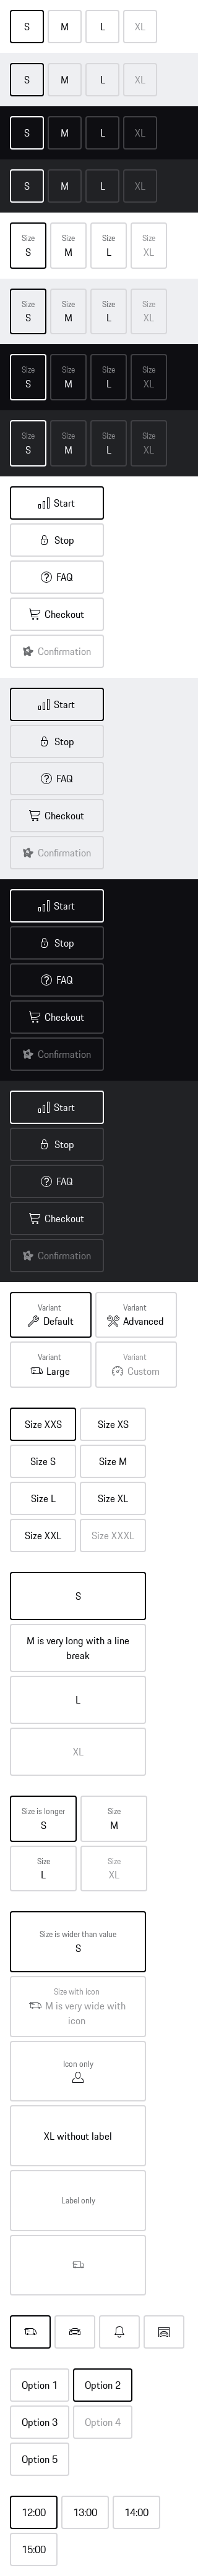 S M L XL
S M L XL
S M L XL
S M L XL
Size Size Size Size
S M L XL
Size Size Size Size
S M L XL
Size Size Size Size
S M L XL
Size Size Size Size
S M L XL
Start
Stop
FAQ
Checkout
Confirmation
Start
Stop
FAQ
Checkout
Confirmation
Start
Stop
FAQ
Checkout
Confirmation
Start
Stop
FAQ
Checkout
Confirmation
Variant Variant
Default Advanced
Variant Variant
Large Custom
Size XXS Size XS
Size S Size M
Size L Size XL
Size XXL Size XXXL
S
M is very long with a line
break
L
XL
Size is longer Size
S M
Size Size
L XL
Size is wider than value
S
Size with icon
M is very wide with
icon
Icon only
XL without label
Label only
Option 1 Option 2
Option 3 Option 4
Option 5
12:00 13:00 14:00
15:00